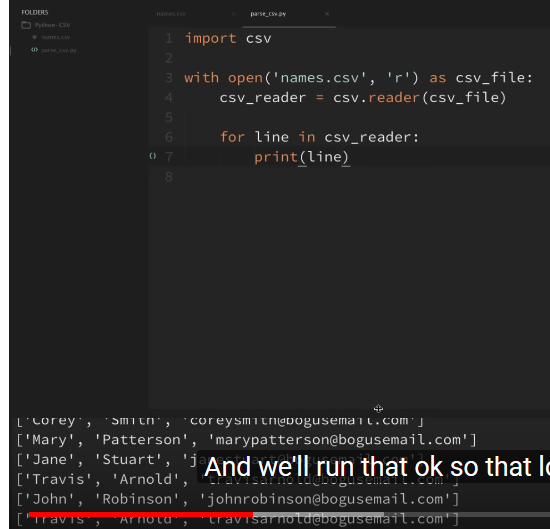 FOLDERS
Python-CSV
names.csv
parse_csv.py
names.csv
parse_csv.py
1 import csv
2
3 with open('names.csv', 'r') as csv_file:
4 csv_reader = csv.reader(csv_file)
5
6 for line in csv_reader:
7 print(line)
8
['Corey', 'Smith', 'coreysmith@bogusemail.com']
['Mary', 'Patterson', 'marypatterson@bogusemail.com']
['Jane', 'Stuart', 'janestuart@bogusemail.com']
And we'll run that ok so that lo
['Travis', 'Arnold', 'travisarnold@bogusemail.com']
['John', 'Robinson', 'johnrobinson@bogusemail.com']
['Travis', 'Arnold', 'travisarnold@bogusemail.com']